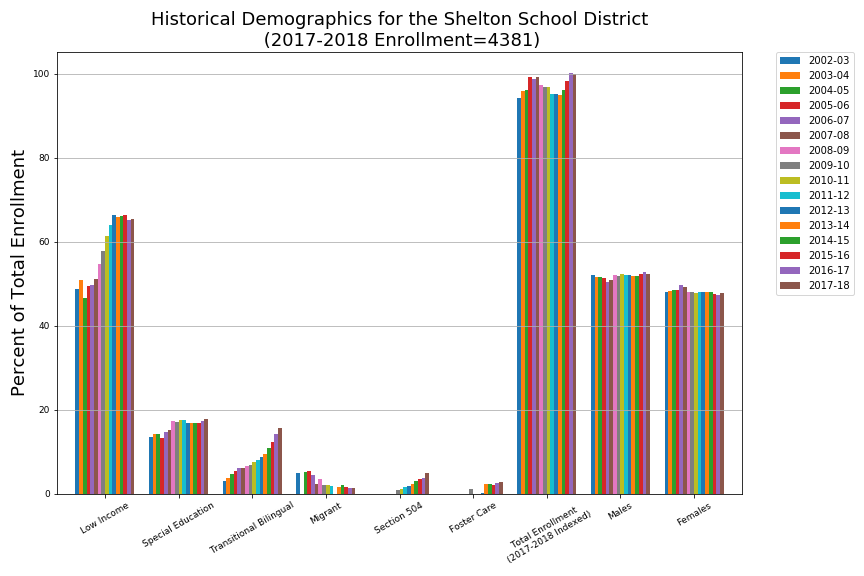 Historical Demographics for the Shelton School District
(2017-2018 Enrollment=4381)
Percent of Total Enrollment
100
80
60
40
20
0
Low Income
Special Education
Transitional Bilingual
Migrant
Section 504
Foster Care
Total Enrollment
(2017-2018 Indexed)
Males
Females
2002-03
2003-04
2004-05
2005-06
2006-07
2007-08
2008-09
2009-10
2010-11
2011-12
2012-13
2013-14
2014-15
2015-16
2016-17
2017-18